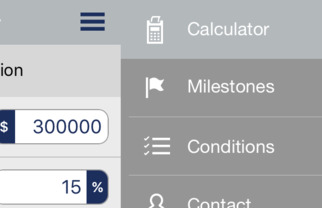 Calculator
ion
Milestones
$ 300000
Conditions
15 %
Contact